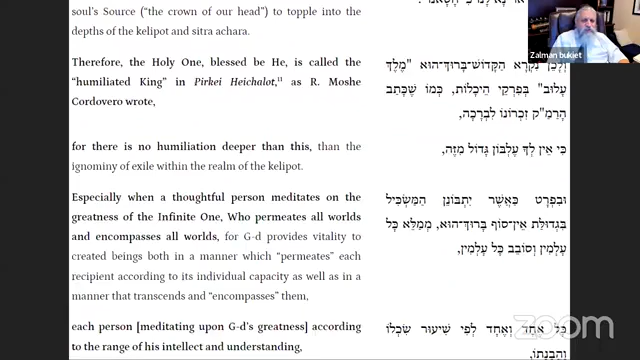 soul's Source ("the crown of our head") to topple into the
depths of the kelipot and sitra achara.
Therefore, the Holy One, blessed be He, is called the
"humiliated King" in Pirkei Heichalot,¹¹ as R. Moshe
Cordovero wrote,
for there is no humiliation deeper than this, than the
ignominy of exile within the realm of the kelipot.
Especially when a thoughtful person meditates on the
greatness of the Infinite One, Who permeates all worlds
and encompasses all worlds, for G-d provides vitality to
created beings both in a manner which "permeates" each
recipient according to its individual capacity as well as in a
manner that transcends and "encompasses" them,
each person [meditating upon G-d's greatness] according
to the range of his intellect and understanding,
וְלָכֵן נִקְרָא הַקָּדוֹשׁ־בָּרוּךְ־הוּא "מֶלֶךְ
עָלוּב" בְּפִרְקֵי הֵיכָלוֹת, כְּמוֹ שֶׁכָּתַב
הָרַמַ"ק זִכְרוֹנוֹ לִבְרָכָה,
כִּי אֵין לְךָ עֶלְבּוֹן גָּדוֹל מִזֶּה,
וּבִפְרָט כַּאֲשֶׁר יִתְבּוֹנֵן הַמַּשְׂכִּיל
בִּגְדוּלַּת אֵין־סוֹף בָּרוּךְ־הוּא, מְמַלֵּא כָּל
עָלְמִין וְסוֹבֵב כָּל עָלְמִין,
כָּל אֶחָד וְאֶחָד לְפִי שִׁיעוּר שִׂכְלוֹ
וַהֲבָנָתוֹ,
Zalman bukiet
zoom